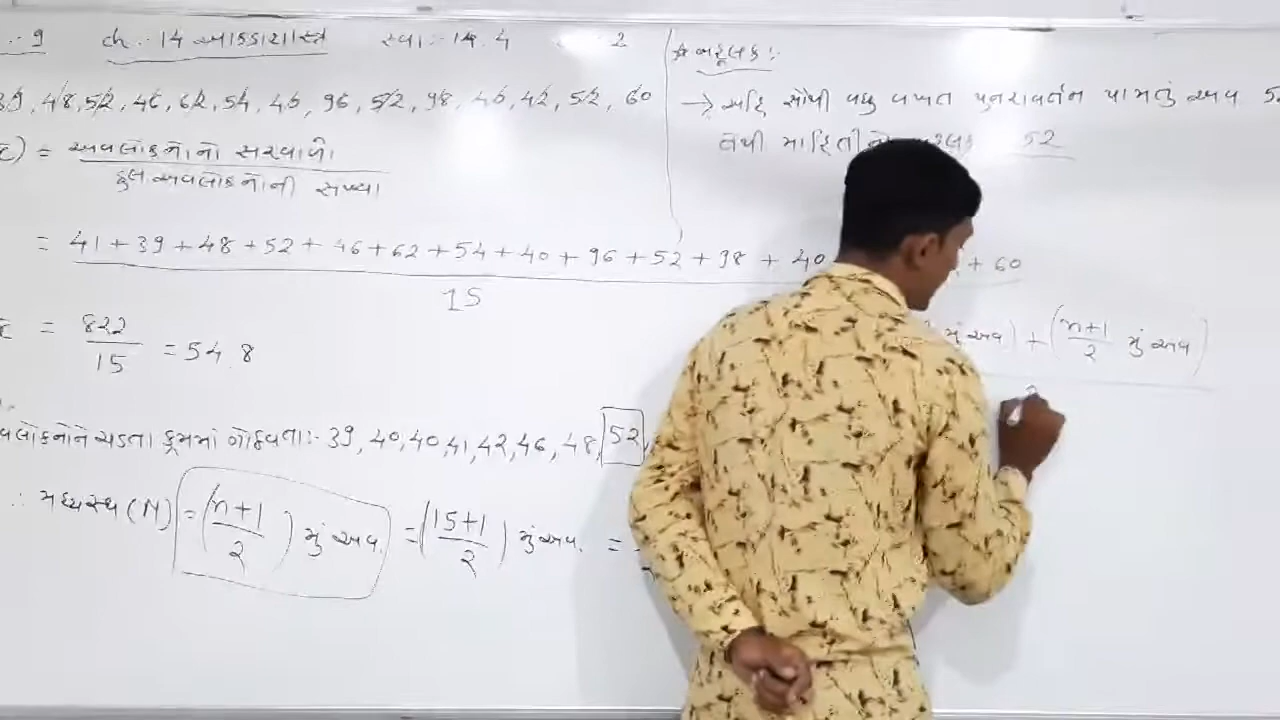 :- 9 ch :- 14 આંકડાશાસ્ત્ર સ્વા :- 14.4 2
39, 48, 52, 46, 62, 54, 40, 96, 52, 98, 40, 42, 52, 60
) = અવલોકનોનો સરવાળો
કુલ અવલોકનોની સંખ્યા
= 41 + 39 + 48 + 52 + 46 + 62 + 54 + 40 + 96 + 52 + 98 + 40 + 60
15
= 822
15 = 54.8
અવલોકનોને ચડતા ક્રમમાં ગોઠવતા :- 39, 40, 40, 41, 42, 46, 48, 52
∴ મધ્યસ્થ (M) = (n+1
2) મું અવ. = (15+1
2) મું અવ. =
* બહુલક :-
→ અહિં સૌથી વધુ વખત પુનરાવર્તન પામતું અવ 52
તેથી માહિતીનો 52
મું અવ) + (n+1
2 મું અવ)
2